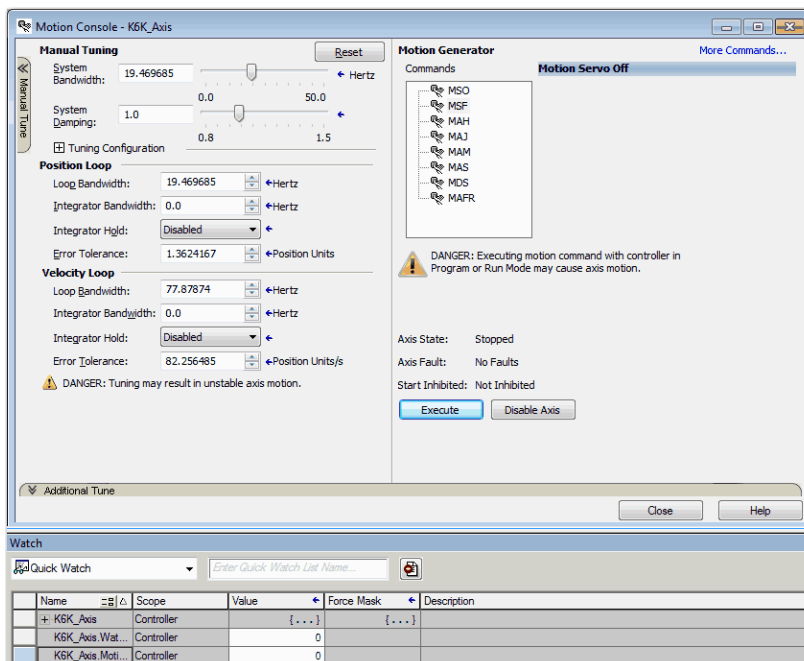 Motion Console - K6K_Axis
Manual Tuning
Reset
Manual Tune
System Bandwidth: 19.469685 Hertz
0.0 50.0
System Damping: 1.0
0.8 1.5
Tuning Configuration
Position Loop
Loop Bandwidth: 19.469685 Hertz
Integrator Bandwidth: 0.0 Hertz
Integrator Hold: Disabled
Error Tolerance: 1.3624167 Position Units
Velocity Loop
Loop Bandwidth: 77.87874 Hertz
Integrator Bandwidth: 0.0 Hertz
Integrator Hold: Disabled
Error Tolerance: 82.256485 Position Units/s
DANGER: Tuning may result in unstable axis motion.
Motion Generator
More Commands...
Commands
Motion Servo Off
MSO
MSF
MAH
MAJ
MAM
MAS
MDS
MAFR
DANGER: Executing motion command with controller in
Program or Run Mode may cause axis motion.
Axis State: Stopped
Axis Fault: No Faults
Start Inhibited: Not Inhibited
Execute Disable Axis
Additional Tune
Close Help
Watch
Quick Watch Enter Quick Watch List Name...
Name Scope Value Force Mask Description
K6K_Axis Controller {...} {...}
K6K_Axis.Wat... Controller 0
K6K_Axis.Moti... Controller 0